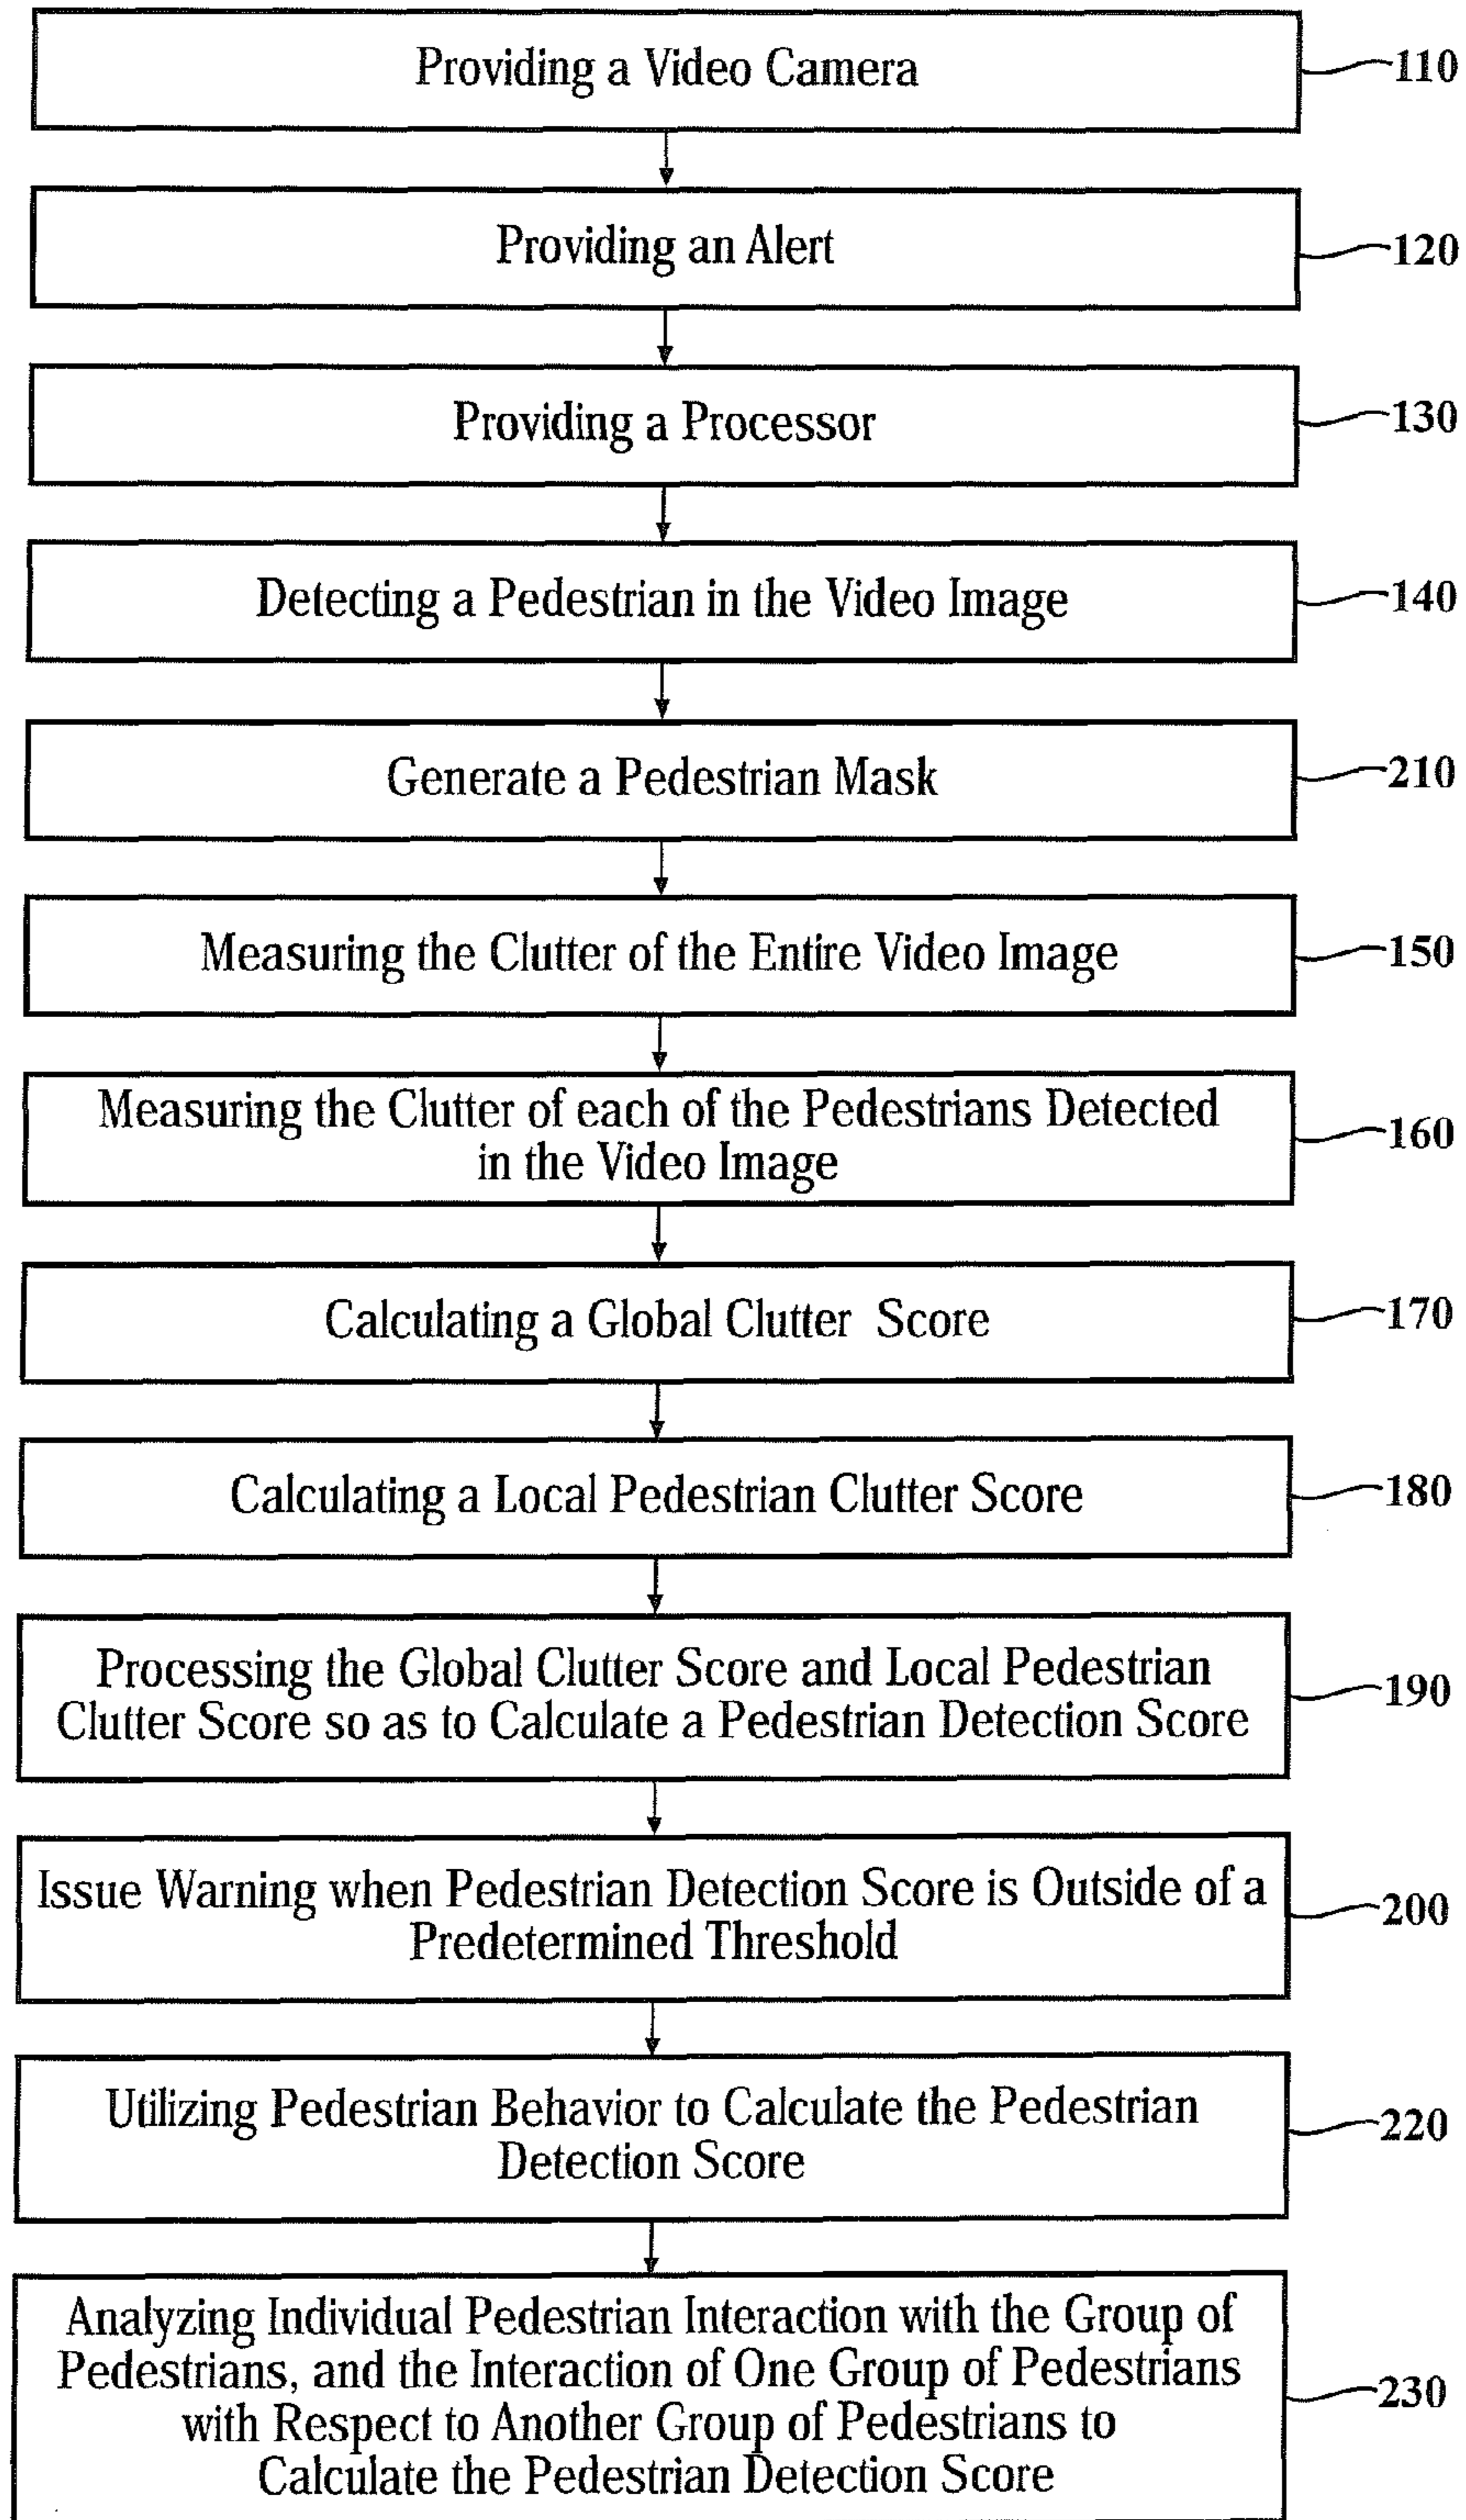 Providing a Video Camera
110
Providing an Alert
120
Providing a Processor
130
Detecting a Pedestrian in the Video Image
140
Generate a Pedestrian Mask
210
Measuring the Clutter of the Entire Video Image
150
Measuring the Clutter of each of the Pedestrians Detected
in the Video Image
160
Calculating a Global Clutter Score
170
Calculating a Local Pedestrian Clutter Score
180
Processing the Global Clutter Score and Local Pedestrian
Clutter Score so as to Calculate a Pedestrian Detection Score
190
Issue Warning when Pedestrian Detection Score is Outside of a
Predetermined Threshold
200
Utilizing Pedestrian Behavior to Calculate the Pedestrian
Detection Score
220
Analyzing Individual Pedestrian Interaction with the Group of
Pedestrians, and the Interaction of One Group of Pedestrians
with Respect to Another Group of Pedestrians to
Calculate the Pedestrian Detection Score
230